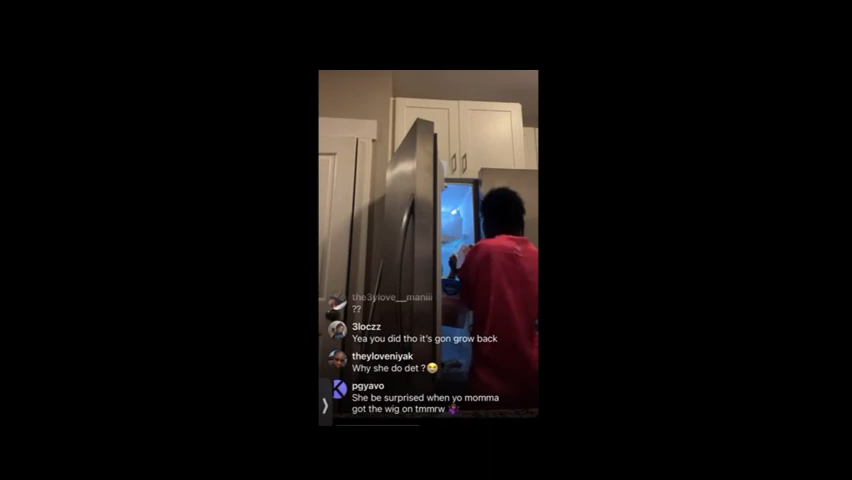 the3ylove__maniii
??
3loczz
Yea you did tho it's gon grow back
theyloveniyak
Why she do det ?😭
pgyavo
She be surprised when yo momma
got the wig on tmmrw 🤷🏾‍♀️